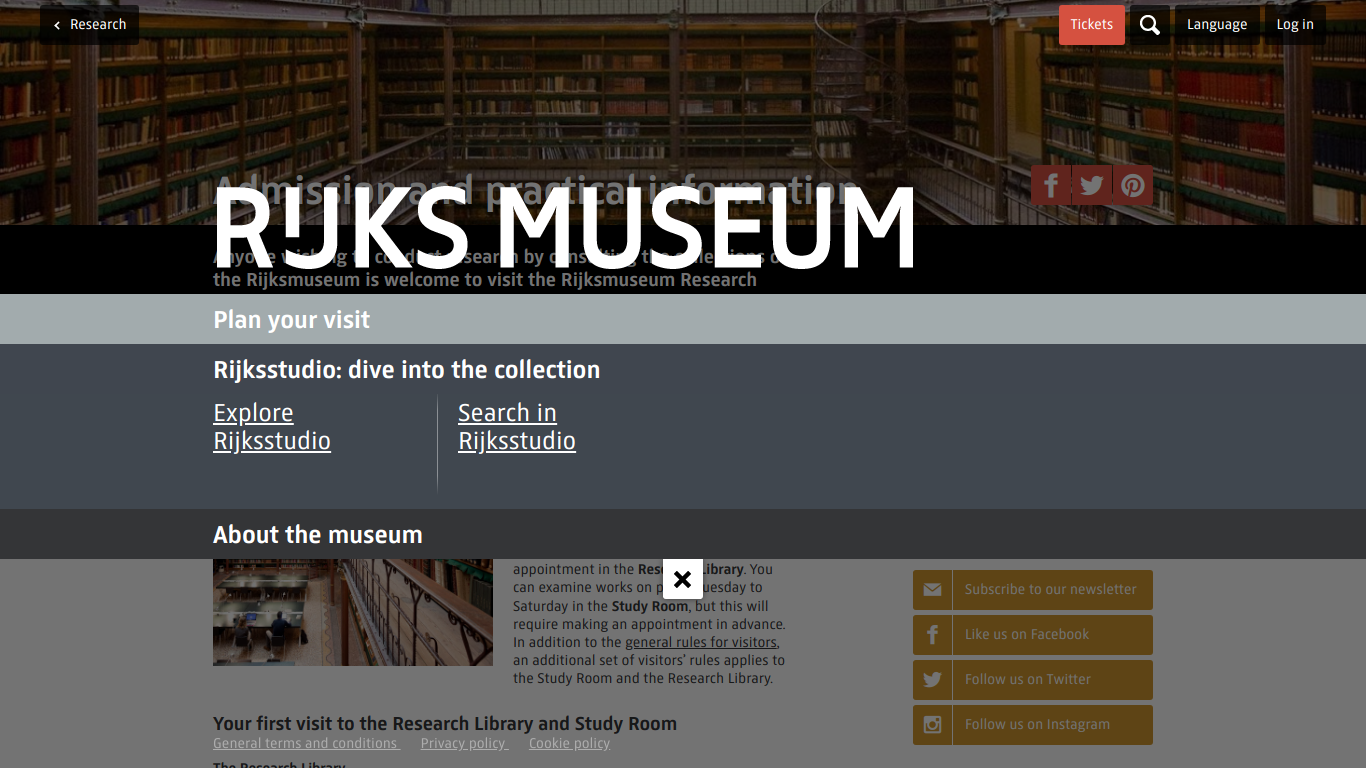 Research
Tickets
Language
Log in
Admission and practical information
RIJKS MUSEUM
Anyone wishing to conduct research by consulting the collections of
the Rijksmuseum is welcome to visit the Rijksmuseum Research
Plan your visit
Rijksstudio: dive into the collection
Explore
Rijksstudio
Search in
Rijksstudio
About the museum
appointment in the Research Library. You
can examine works on Tuesday to
Saturday in the Study Room, but this will
require making an appointment in advance.
In addition to the general rules for visitors,
an additional set of visitors' rules applies to
the Study Room and the Research Library.
Subscribe to our newsletter
Like us on Facebook
Follow us on Twitter
Follow us on Instagram
Your first visit to the Research Library and Study Room
General terms and conditions Privacy policy Cookie policy
The Research Library